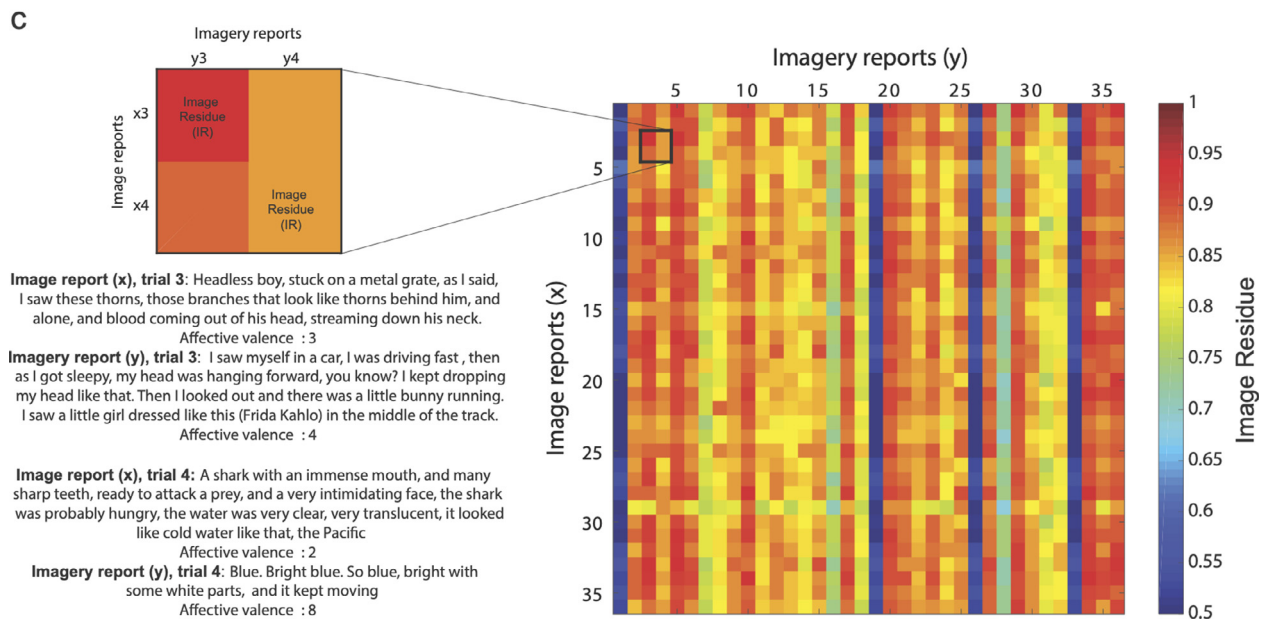 C
Imagery reports
y3 y4
Image reports
x3
x4
Image
Residue
(IR)
Image
Residue
(IR)
Image report (x), trial 3: Headless boy, stuck on a metal grate, as I said,
I saw these thorns, those branches that look like thorns behind him, and
alone, and blood coming out of his head, streaming down his neck.
Affective valence : 3
Imagery report (y), trial 3: I saw myself in a car, I was driving fast , then
as I got sleepy, my head was hanging forward, you know? I kept dropping
my head like that. Then I looked out and there was a little bunny running.
I saw a little girl dressed like this (Frida Kahlo) in the middle of the track.
Affective valence : 4
Image report (x), trial 4: A shark with an immense mouth, and many
sharp teeth, ready to attack a prey, and a very intimidating face, the shark
was probably hungry, the water was very clear, very translucent, it looked
like cold water like that, the Pacific
Affective valence : 2
Imagery report (y), trial 4: Blue. Bright blue. So blue, bright with
some white parts, and it kept moving
Affective valence : 8
Imagery reports (y)
5 10 15 20 25 30 35
Image reports (x)
5
10
15
20
25
30
35
1
0.95
0.9
0.85
0.8
0.75
0.7
0.65
0.6
0.55
0.5
Image Residue